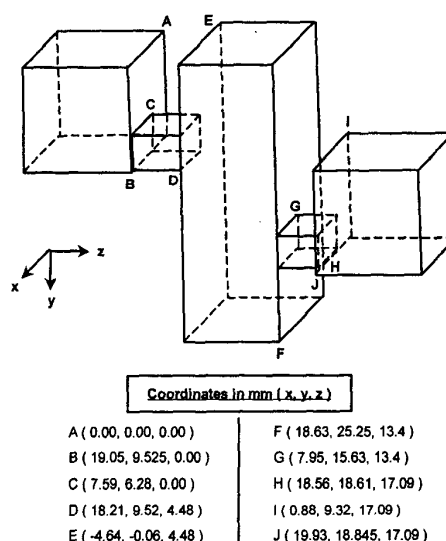 A
E
C
B
D
G
H
J
F
z
x
y
Coordinates in mm ( x, y, z )
A ( 0.00, 0.00, 0.00 )
B ( 19.05, 9.525, 0.00 )
C ( 7.59, 6.28, 0.00 )
D ( 18.21, 9.52, 4.48 )
E ( -4.64, -0.06, 4.48 )
F ( 18.63, 25.25, 13.4 )
G ( 7.95, 15.63, 13.4 )
H ( 18.56, 18.61, 17.09 )
I ( 0.88, 9.32, 17.09 )
J ( 19.93, 18.845, 17.09 )